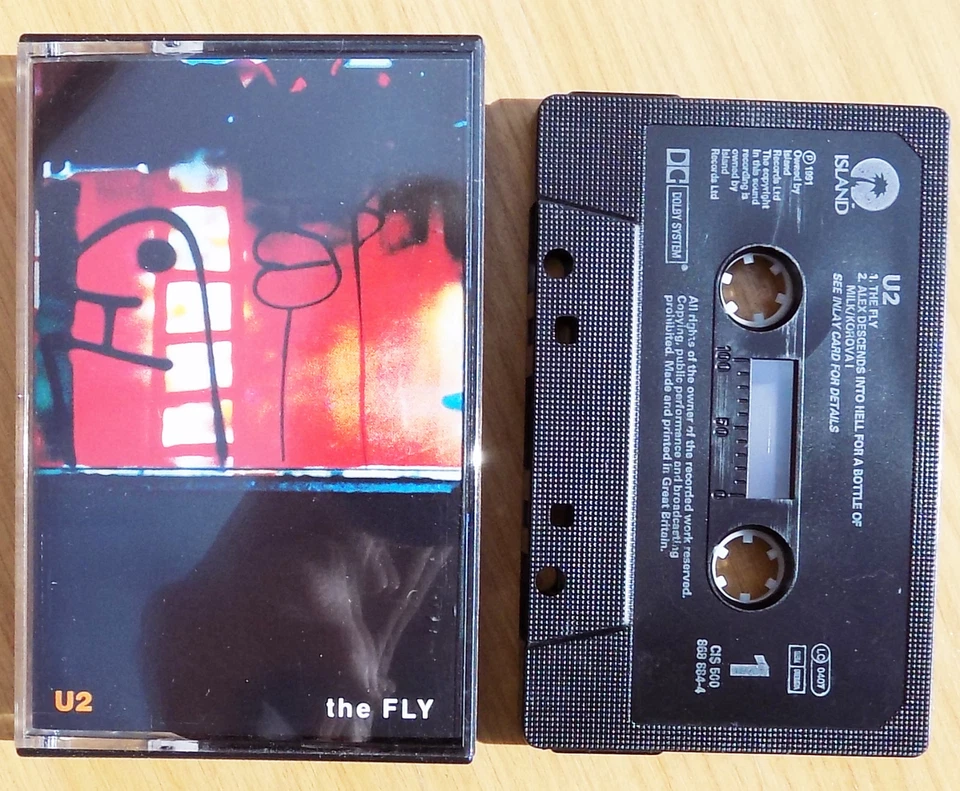 U2
the FLY
ISLAND
℗ 1991
Owned by
Island
Records Ltd
The copyright
in this sound
recording is
owned by
Island
Records Ltd
DOLBY SYSTEM
U2
1. THE FLY
2. ALEX DESCENDS INTO HELL FOR A BOTTLE OF
MILK/KOROVA I
SEE INLAY CARD FOR DETAILS
100
50
0
All rights of the owner of the recorded work reserved.
Copying, public performance and broadcasting
prohibited. Made and printed in Great Britain.
LC 0407
1
CIS 500
868 884-4